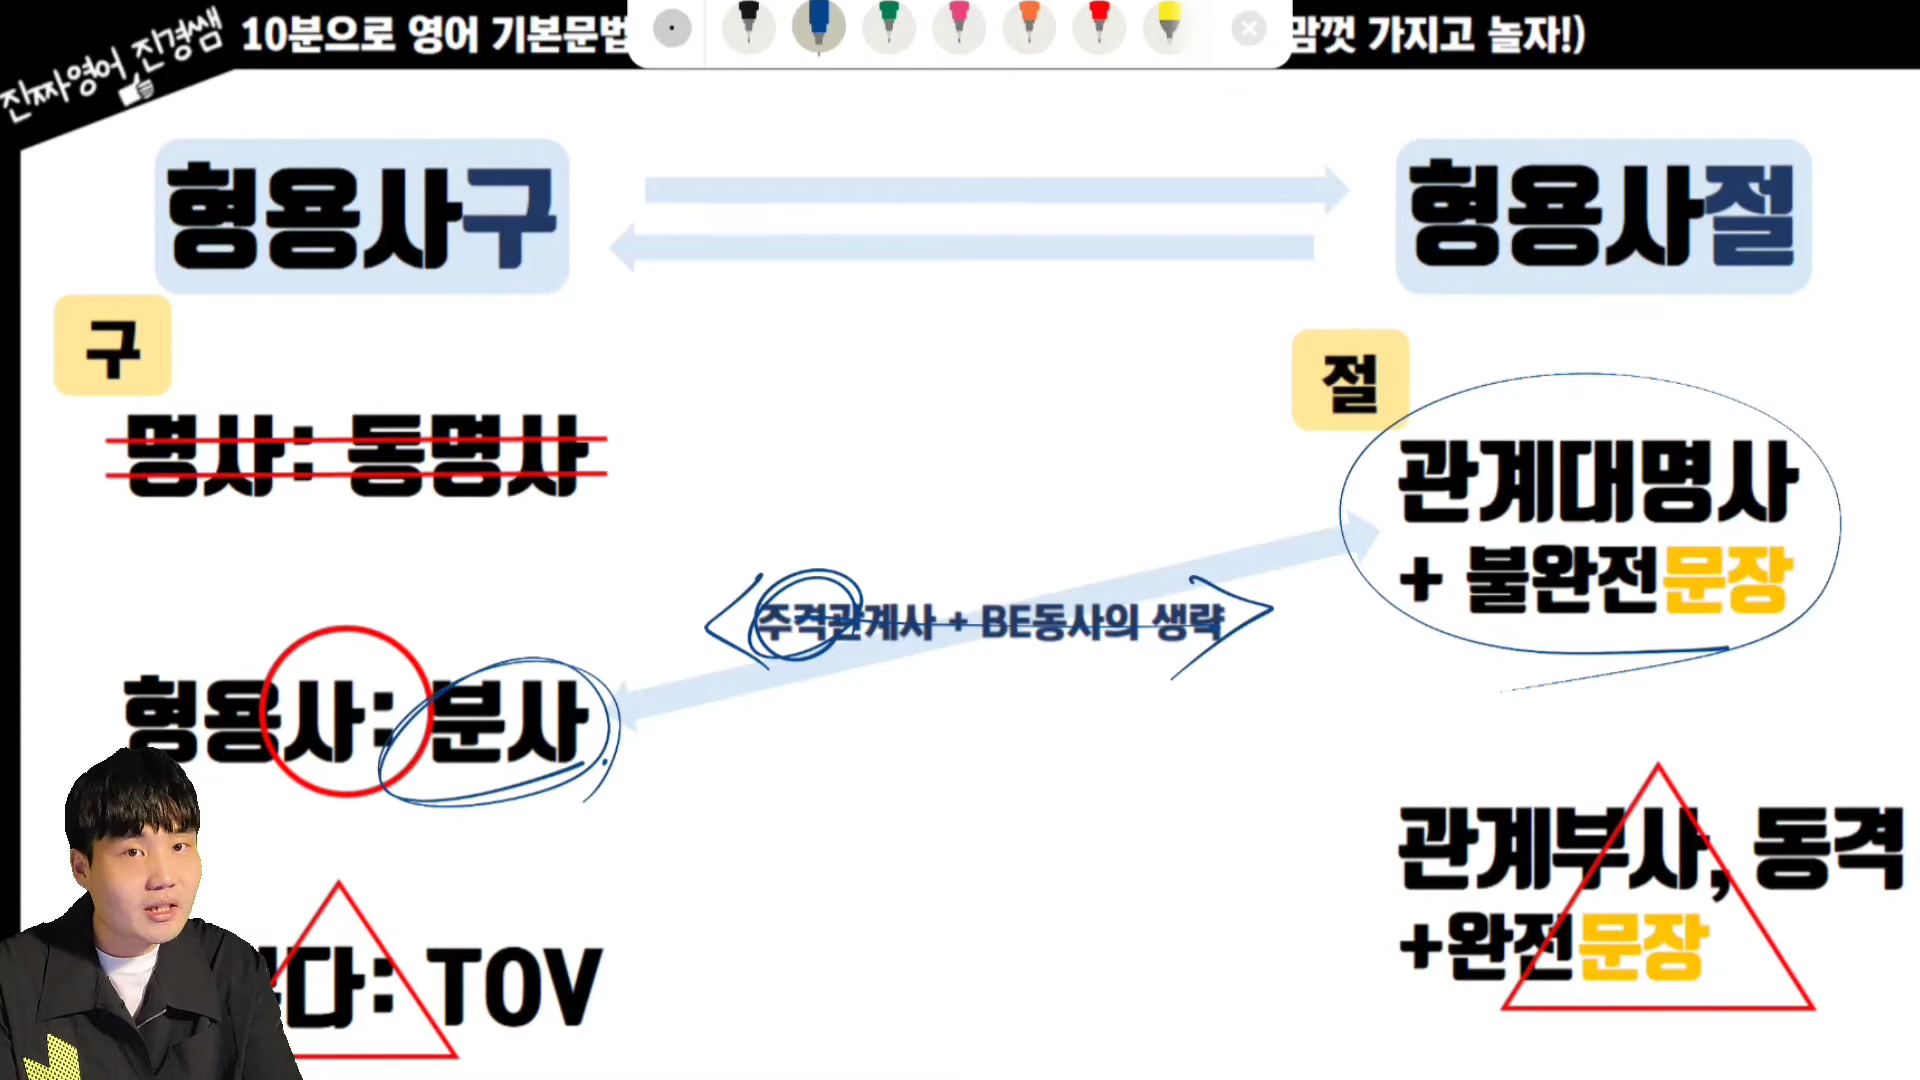 진짜영어 진경쌤
10분으로 영어 기본문법
맘껏 가지고 놀자!)
형용사구
형용사절
구
절
명사: 동명사
관계대명사
+ 불완전문장
주격관계사 + BE동사의 생략
형용사: 분사
관계부사, 동격
+완전문장
다: TOV